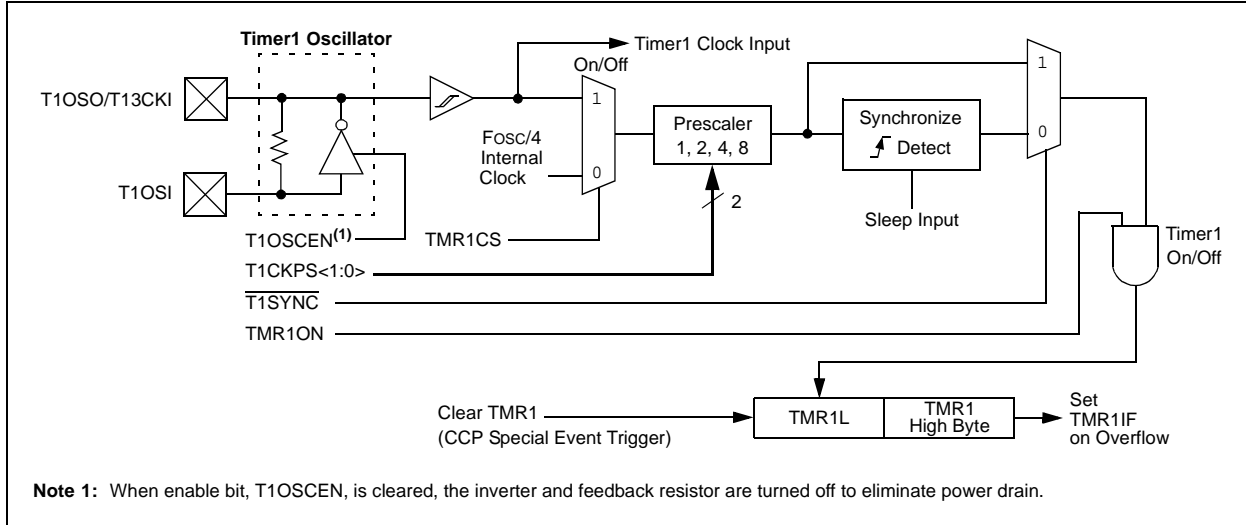 Timer1 Oscillator
Timer1 Clock Input
On/Off
1
1
T1OSO/T13CKI
Prescaler
1, 2, 4, 8
Synchronize
Detect
0
FOSC/4
Internal
Clock
0
2
T1OSI
Sleep Input
T1OSCEN(1)
TMR1CS
Timer1
On/Off
T1CKPS<1:0>
T1SYNC
TMR1ON
Clear TMR1
(CCP Special Event Trigger)
TMR1L
TMR1
High Byte
Set
TMR1IF
on Overflow
Note 1: When enable bit, T1OSCEN, is cleared, the inverter and feedback resistor are turned off to eliminate power drain.